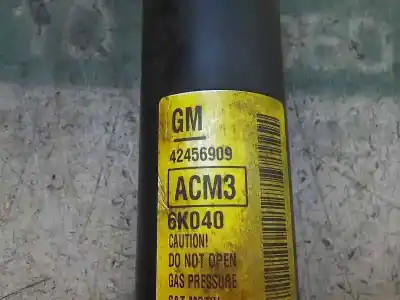 GM
42456909
ACM3
6K040
CAUTION!
DO NOT OPEN
GAS PRESSURE